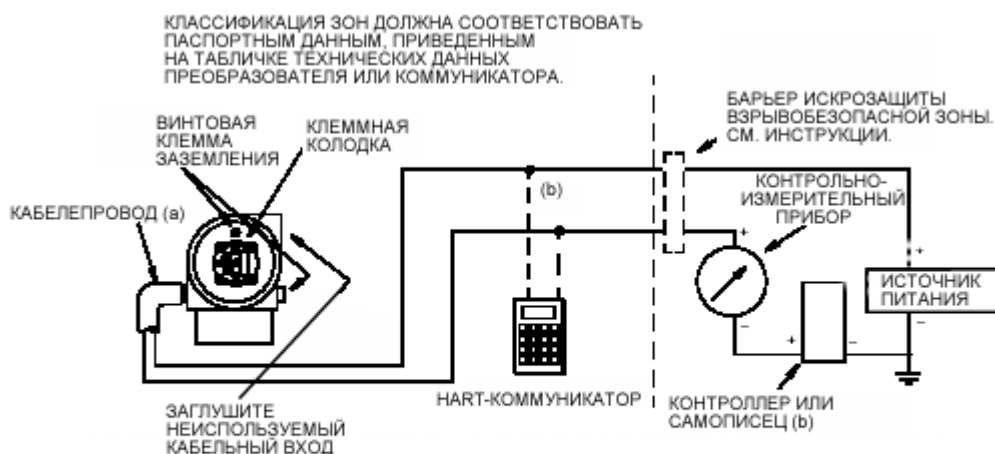 КЛАССИФИКАЦИЯ ЗОН ДОЛЖНА СООТВЕТСТВОВАТЬ
ПАСПОРТНЫМ ДАННЫМ, ПРИВЕДЕННЫМ
НА ТАБЛИЧКЕ ТЕХНИЧЕСКИХ ДАННЫХ
ПРЕОБРАЗОВАТЕЛЯ ИЛИ КОММУНИКАТОРА.
БАРЬЕР ИСКРОЗАЩИТЫ
ВЗРЫВОБЕЗОПАСНОЙ ЗОНЫ.
СМ. ИНСТРУКЦИИ.
ВИНТОВАЯ
КЛЕММА
ЗАЗЕМЛЕНИЯ
КЛЕММНАЯ
КОЛОДКА
КАБЕЛЕПРОВОД (a)
(b)
КОНТРОЛЬНО-
ИЗМЕРИТЕЛЬНЫЙ
ПРИБОР
+
+
ИСТОЧНИК
ПИТАНИЯ
–
–
+
–
HART-КОММУНИКАТОР
КОНТРОЛЛЕР ИЛИ
САМОПИСЕЦ (b)
ЗАГЛУШИТЕ
НЕИСПОЛЬЗУЕМЫЙ
КАБЕЛЬНЫЙ ВХОД